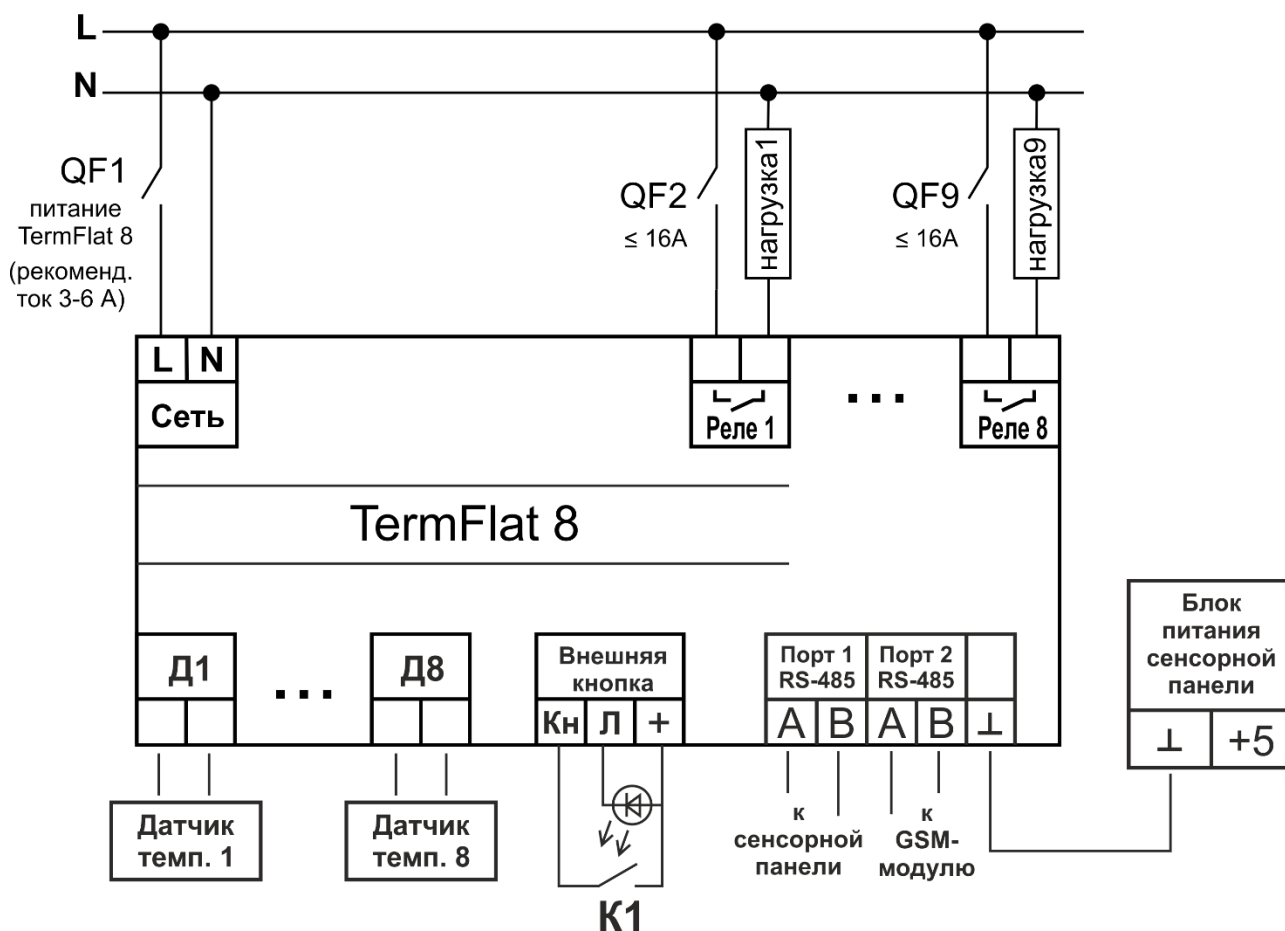 L
N
QF1
питание
TermFlat 8
(рекоменд.
ток 3-6 А)
QF2
≤ 16А
нагрузка1
QF9
≤ 16А
нагрузка9
L N
Сеть
Реле 1
...
Реле 8
TermFlat 8
Д1
...
Д8
Внешняя
кнопка
Кн Л +
Порт 1
RS-485
Порт 2
RS-485
A B A B ⊥
Блок
питания
сенсорной
панели
⊥ +5
Датчик
темп. 1
Датчик
темп. 8
К1
к
сенсорной
панели
к
GSM-
модулю